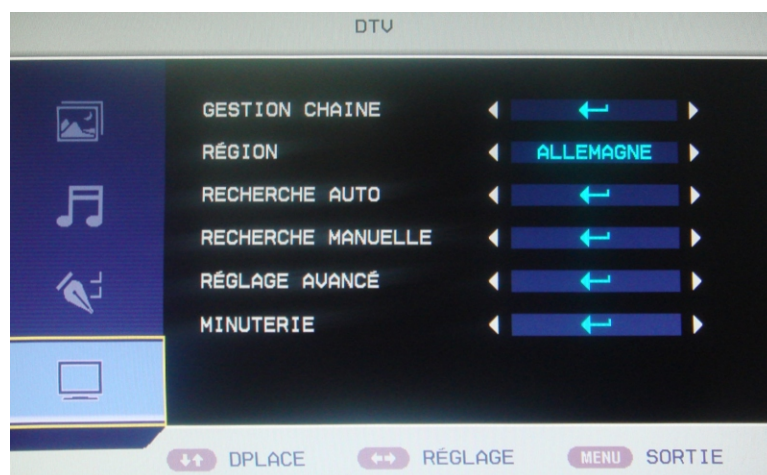 DTV
GESTION CHAINE
RÉGION ALLEMAGNE
RECHERCHE AUTO
RECHERCHE MANUELLE
RÉGLAGE AVANCÉ
MINUTERIE
DPLACE RÉGLAGE MENU SORTIE